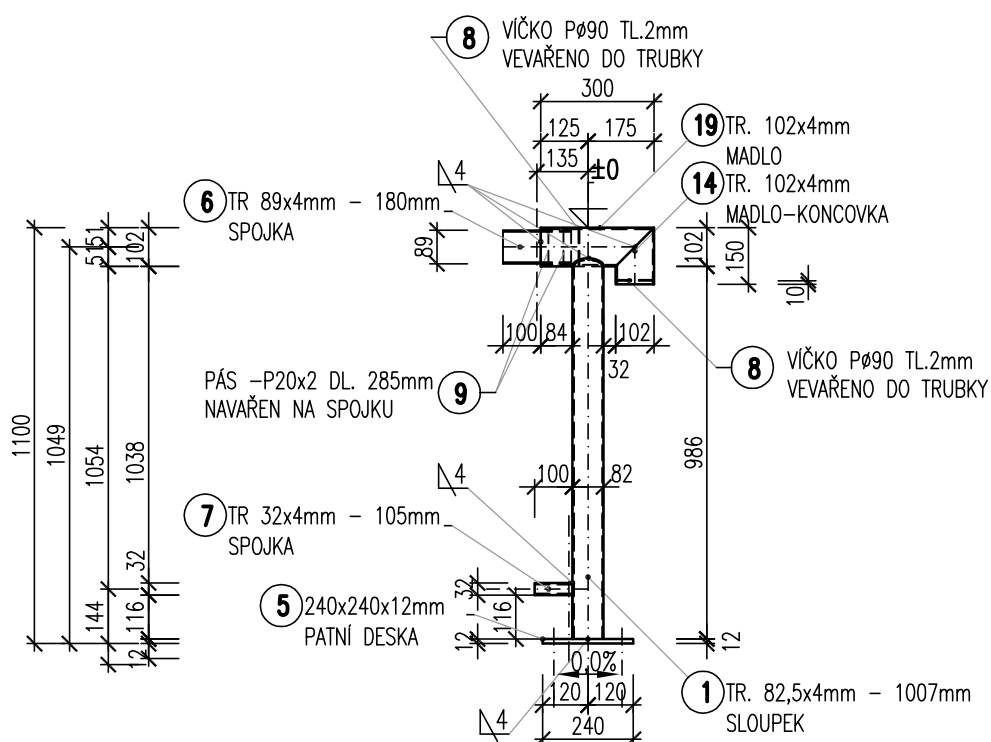 8
VÍČKO PØ90 TL.2mm
VEVAŘENO DO TRUBKY
300
125
175
135
±0
4
19
TR. 102x4mm
MADLO
14
TR. 102x4mm
MADLO-KONCOVKA
6
TR 89x4mm – 180mm
SPOJKA
89
51
51
102
102
150
10
100
84
102
32
8
VÍČKO PØ90 TL.2mm
VEVAŘENO DO TRUBKY
PÁS –P20x2 DL. 285mm
NAVAŘEN NA SPOJKU
9
1100
1049
1054
1038
986
4
100
82
7
TR 32x4mm – 105mm
SPOJKA
32
32
116
144
116
5
240x240x12mm
PATNÍ DESKA
12
12
12
0.0%
120
120
240
4
1
TR. 82,5x4mm – 1007mm
SLOUPEK